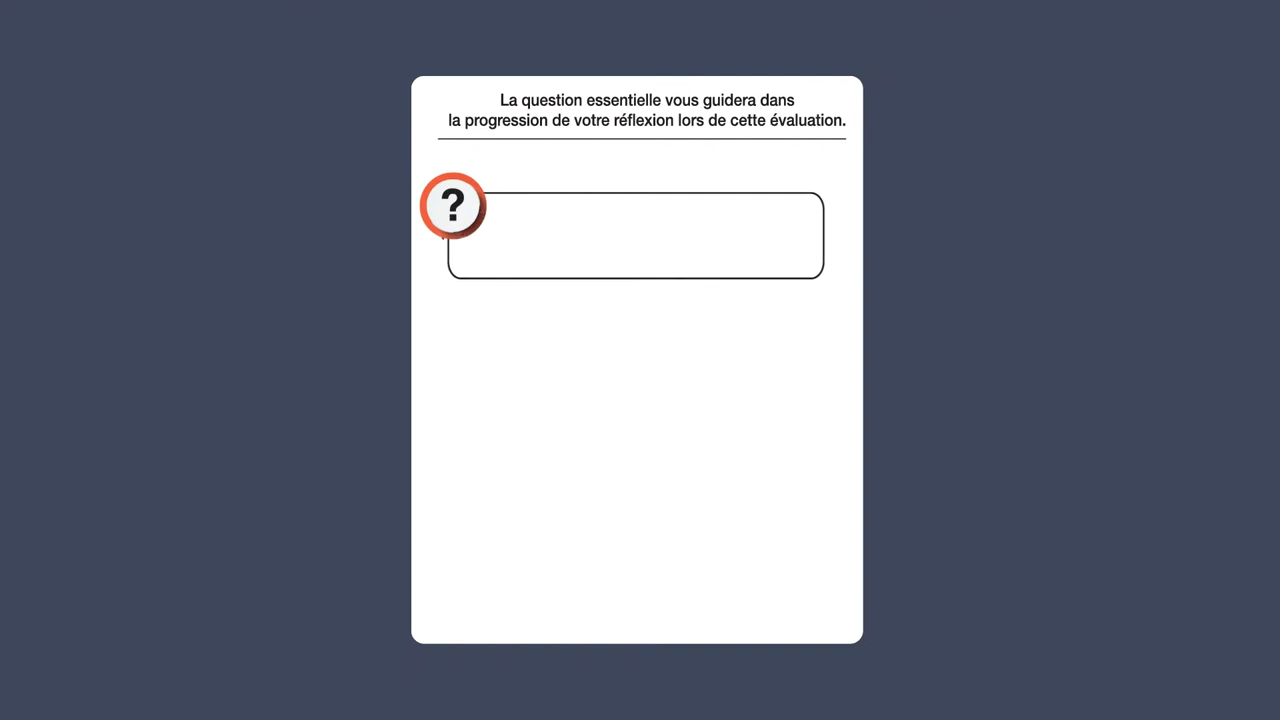 La question essentielle vous guidera dans
la progression de votre réflexion lors de cette évaluation.
?